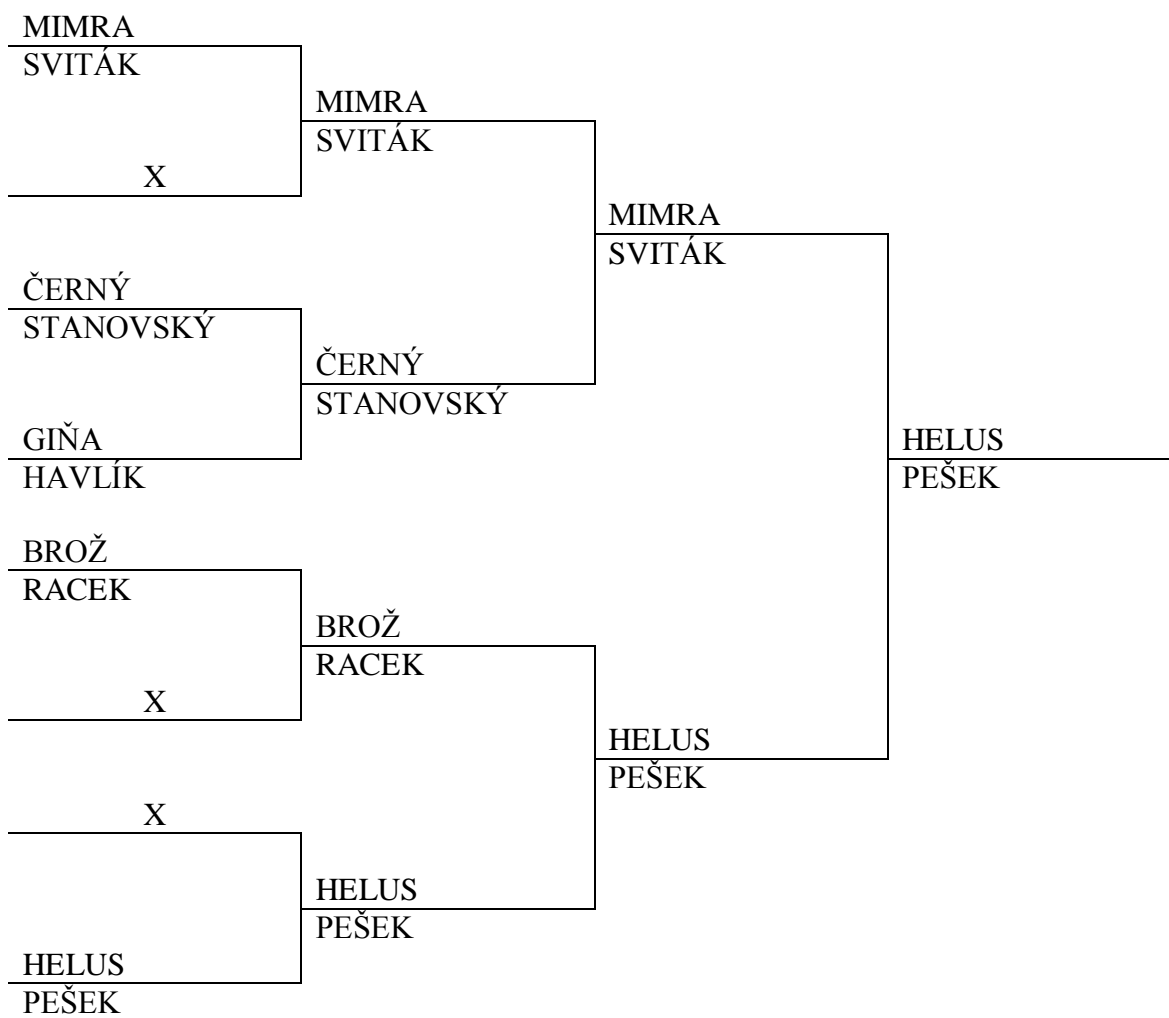 MIMRA
SVITÁK
X
ČERNÝ
STANOVSKÝ
GIŇA
HAVLÍK
BROŽ
RACEK
X
X
HELUS
PEŠEK
MIMRA
SVITÁK
ČERNÝ
STANOVSKÝ
BROŽ
RACEK
HELUS
PEŠEK
MIMRA
SVITÁK
HELUS
PEŠEK
HELUS
PEŠEK